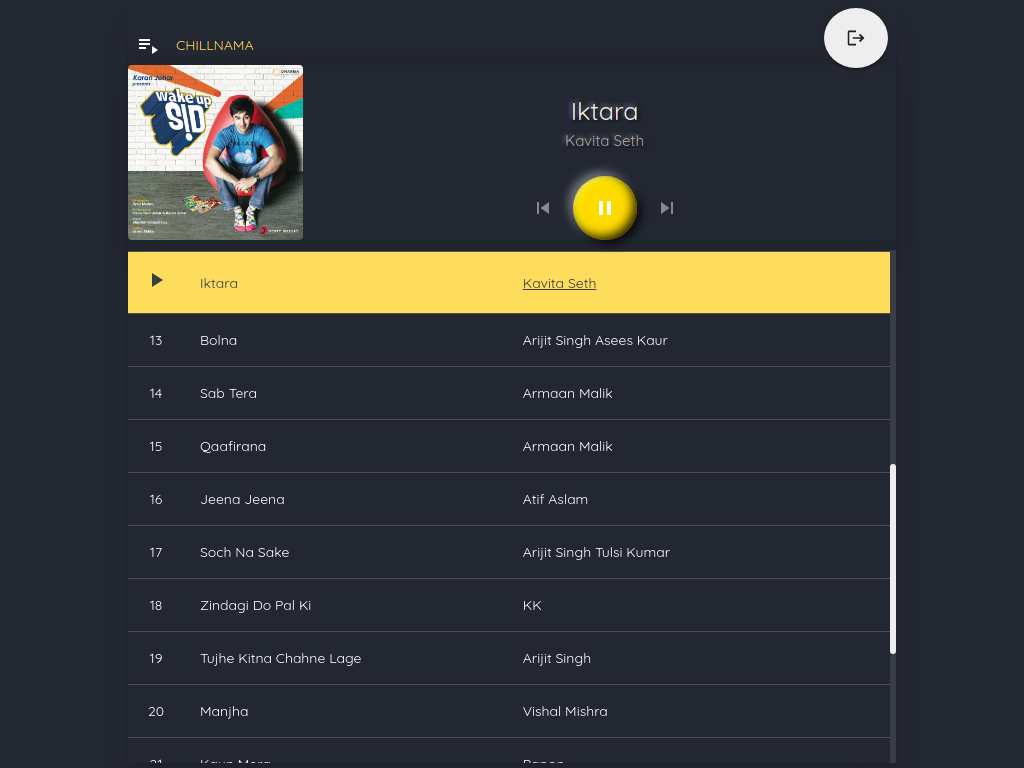 CHILLNAMA
Karan Johar
presents
DHARMA
wake up
SID
Iktara
Kavita Seth
SONY MUSIC
Iktara Kavita Seth
13 Bolna Arijit Singh Asees Kaur
14 Sab Tera Armaan Malik
15 Qaafirana Armaan Malik
16 Jeena Jeena Atif Aslam
17 Soch Na Sake Arijit Singh Tulsi Kumar
18 Zindagi Do Pal Ki KK
19 Tujhe Kitna Chahne Lage Arijit Singh
20 Manjha Vishal Mishra